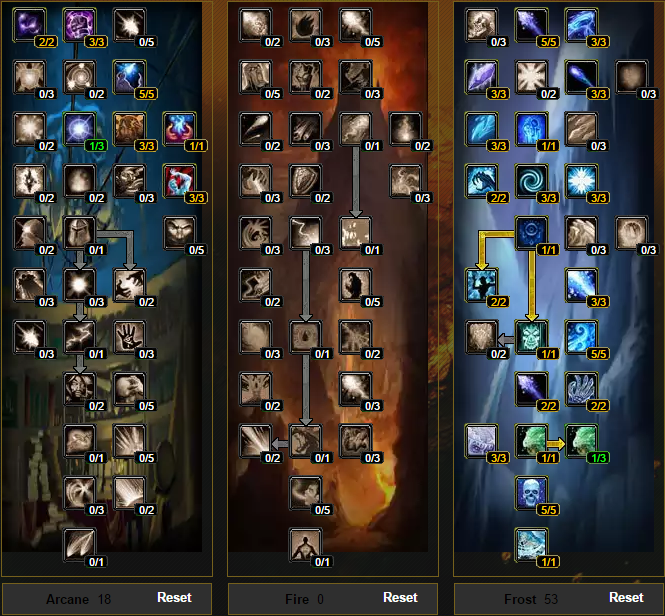 2/2 3/3 0/5 0/2 0/3 0/5 0/3 5/5 3/3
0/3 0/2 5/5 0/5 0/2 0/3 3/3 0/2 3/3 0/3
0/2 1/3 3/3 1/1 0/2 0/3 0/1 0/2 3/3 1/1 0/3
0/2 0/2 0/3 3/3 0/3 0/2 0/3 2/3 3/3 3/3
0/2 0/1 0/5 0/3 0/3 0/1 1/1 0/3 0/3
0/3 0/3 0/2 0/2 0/5 2/2 3/3
0/3 0/1 0/3 0/3 0/1 0/2 0/2 1/1 5/5
0/2 0/5 0/2 0/3 2/2 2/2
0/1 0/5 0/2 0/1 0/3 3/3 1/1 1/3
0/3 0/2 0/5 5/5
0/1 0/1 1/1
Arcane 18 Reset Fire 0 Reset Frost 53 Reset